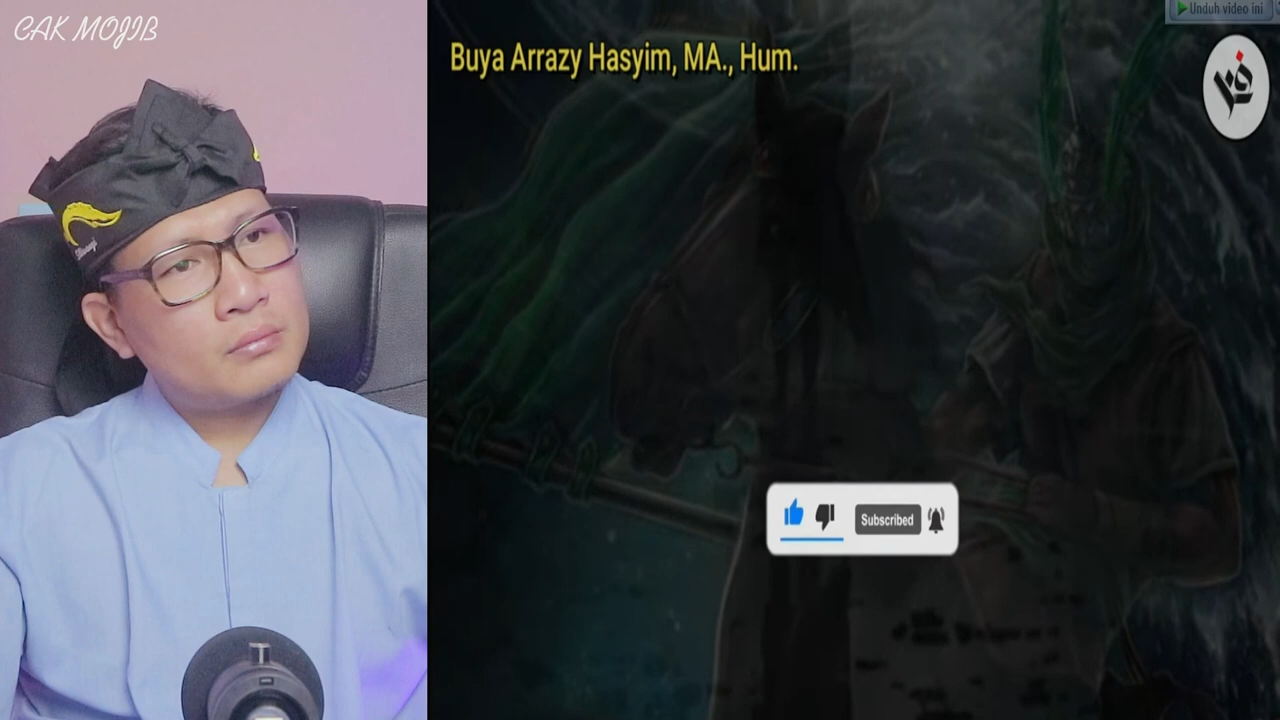 CAK MOJIB
Buya Arrazy Hasyim, MA., Hum.
Unduh video ini
Subscribed